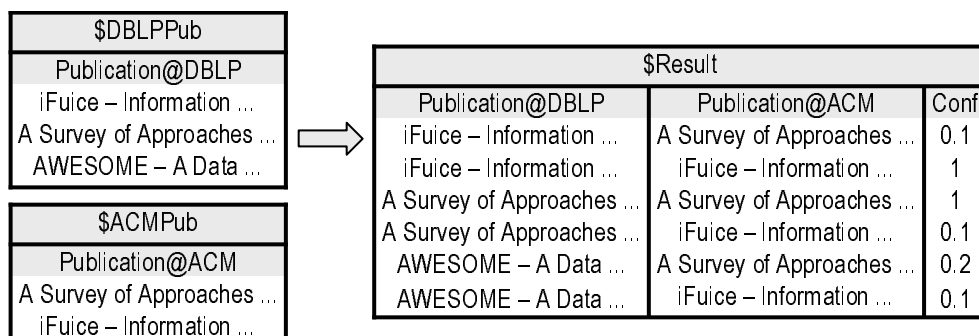 $DBLPPub
Publication@DBLP
iFuice – Information ...
A Survey of Approaches ...
AWESOME – A Data ...
$ACMPub
Publication@ACM
A Survey of Approaches ...
iFuice – Information ...
$Result
Publication@DBLP Publication@ACM Conf
iFuice – Information ... A Survey of Approaches ... 0.1
iFuice – Information ... iFuice – Information ... 1
A Survey of Approaches ... A Survey of Approaches ... 1
A Survey of Approaches ... iFuice – Information ... 0.1
AWESOME – A Data ... A Survey of Approaches ... 0.2
AWESOME – A Data ... iFuice – Information ... 0.1